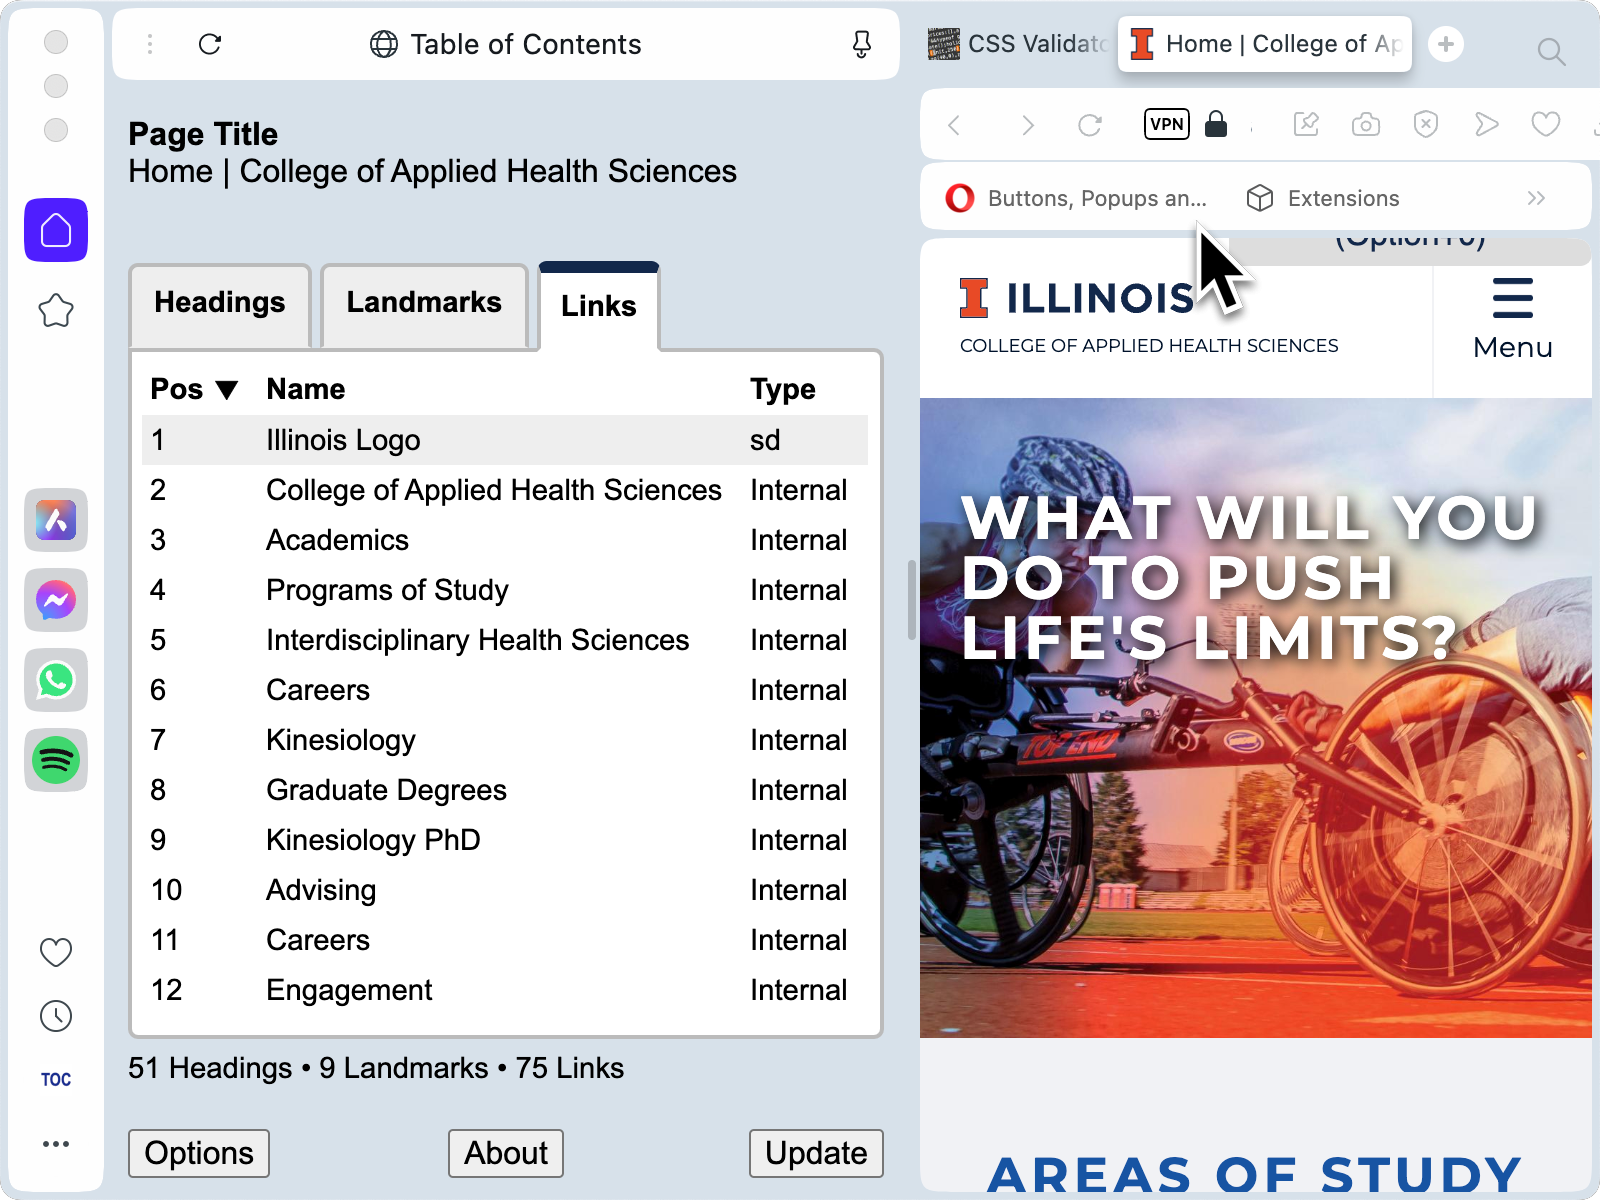 Table of Contents
CSS Validato
Home | College of Ap
VPN
Buttons, Popups an...
Extensions
Page Title
Home | College of Applied Health Sciences
Headings
Landmarks
Links
Pos ▼ Name Type
1 Illinois Logo sd
2 College of Applied Health Sciences Internal
3 Academics Internal
4 Programs of Study Internal
5 Interdisciplinary Health Sciences Internal
6 Careers Internal
7 Kinesiology Internal
8 Graduate Degrees Internal
9 Kinesiology PhD Internal
10 Advising Internal
11 Careers Internal
12 Engagement Internal
51 Headings • 9 Landmarks • 75 Links
Options
About
Update
TOC
ILLINOIS
COLLEGE OF APPLIED HEALTH SCIENCES
Menu
WHAT WILL YOU
DO TO PUSH
LIFE'S LIMITS?
TOP END
AREAS OF STUDY